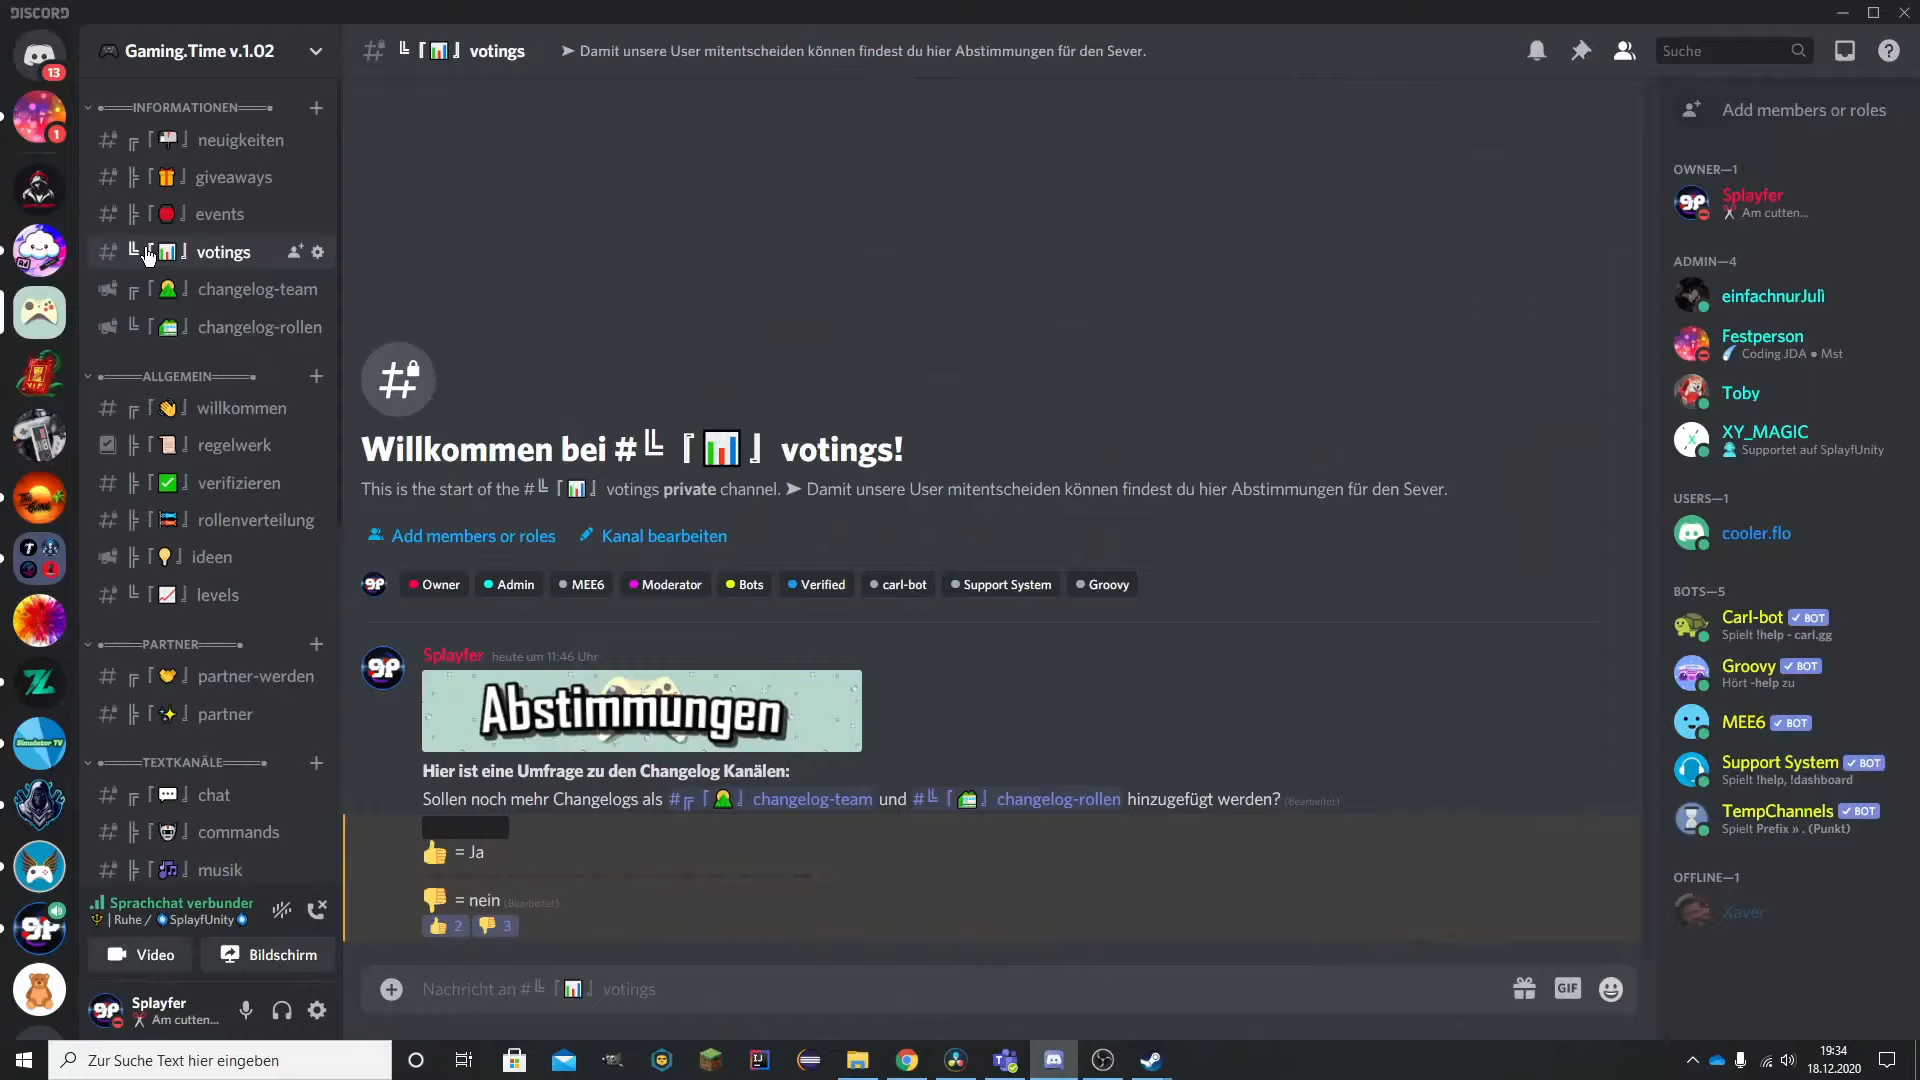 DISCORD
13
Gaming.Time v.1.02
votings
➤ Damit unsere User mitentscheiden können findest du hier Abstimmungen für den Sever.
Suche
1
INFORMATIONEN
neuigkeiten
giveaways
events
votings
changelog-team
changelog-rollen
ALLGEMEIN
willkommen
regelwerk
verifizieren
rollenverteilung
ideen
levels
PARTNER
partner-werden
partner
TEXTKANÄLE
chat
commands
musik
Sprachchat verbunden
| Ruhe / SplayfUnity
Video
Bildschirm
Splayfer
Am cutten...
Willkommen bei #╚「📊」votings!
This is the start of the #╚「📊」votings private channel. ➤ Damit unsere User mitentscheiden können findest du hier Abstimmungen für den Sever.
Add members or roles
Kanal bearbeiten
Owner
Admin
MEE6
Moderator
Bots
Verified
carl-bot
Support System
Groovy
Splayfer heute um 11:46 Uhr
Abstimmungen
Hier ist eine Umfrage zu den Changelog Kanälen:
Sollen noch mehr Changelogs als #╔「」changelog-team und #╚「」changelog-rollen hinzugefügt werden? (Bearbeitet)
👍 = Ja
👎 = nein (Bearbeitet)
👍 2 👎 3
Nachricht an #╚「📊」votings
GIF
Add members or roles
OWNER—1
Splayfer
Am cutten...
ADMIN—4
einfachnurJulì
Festperson
Coding JDA ● Mst
Toby
XY_MAGIC
Supportet auf SplayfUnity
USERS—1
cooler.flo
BOTS—5
Carl-bot ✓ BOT
Spielt !help - carl.gg
Groovy ✓ BOT
Hört -help zu
MEE6 ✓ BOT
Support System ✓ BOT
Spielt !help, !dashboard
TempChannels ✓ BOT
Spielt Prefix » . (Punkt)
OFFLINE—1
Xaver
Zur Suche Text hier eingeben
19:34
18.12.2020